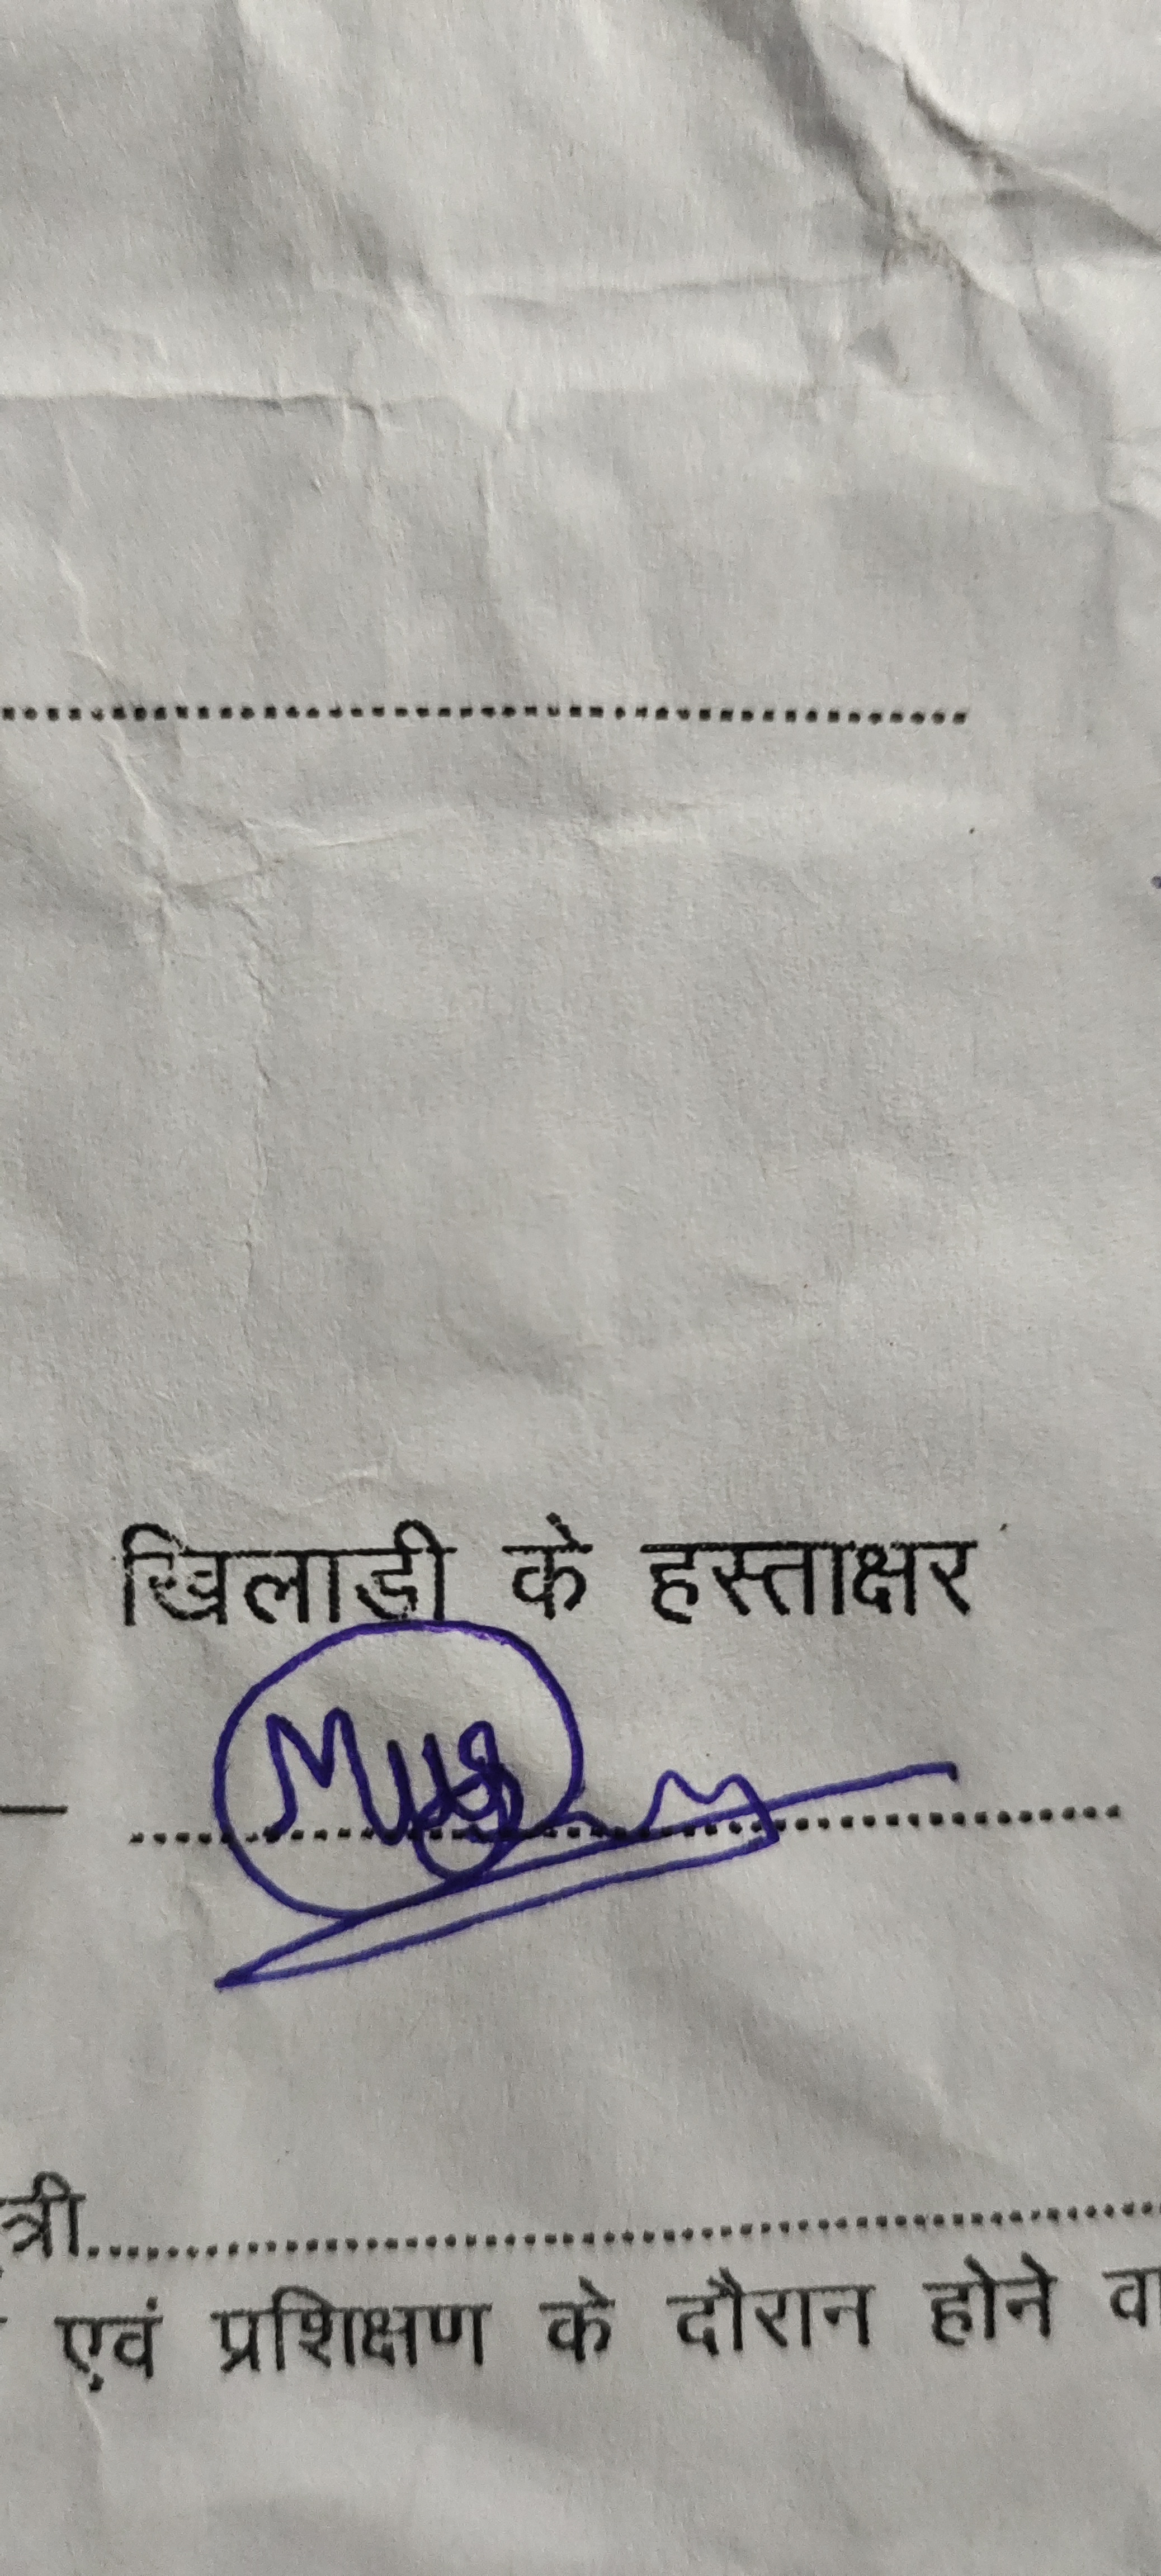 खिलाडी के हस्ताक्षर
त्री
एवं प्रशिक्षण के दौरान होने वा